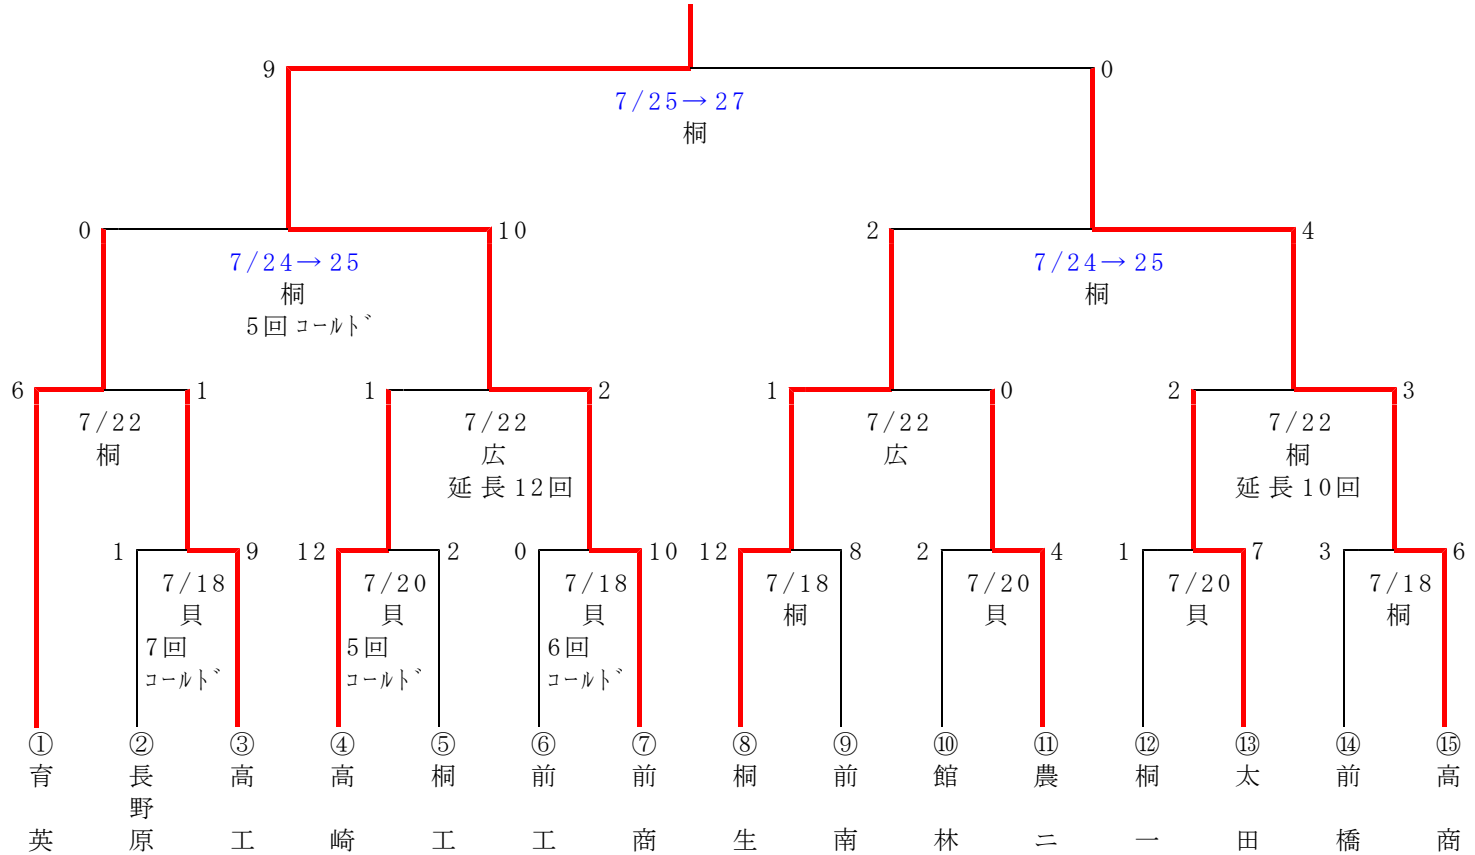 9 0
7/25→27
桐
0 10 2 4
7/24→25 7/24→25
桐 桐
5回コールド
6 1 1 2 1 0 2 3
7/22 7/22 7/22 7/22
桐 広 広 桐
延長12回 延長10回
1 9 12 2 0 10 12 8 2 4 1 7 3 6
7/18 7/20 7/18 7/18 7/20 7/20 7/18
貝 貝 貝 桐 貝 貝 桐
7回 5回 6回
コールド コールド コールド
① ② ③ ④ ⑤ ⑥ ⑦ ⑧ ⑨ ⑩ ⑪ ⑫ ⑬ ⑭ ⑮
育英
長野原
高工
高崎
桐工
前工
前商
桐生
前南
館林
農二
桐一
太田
前橋
高商